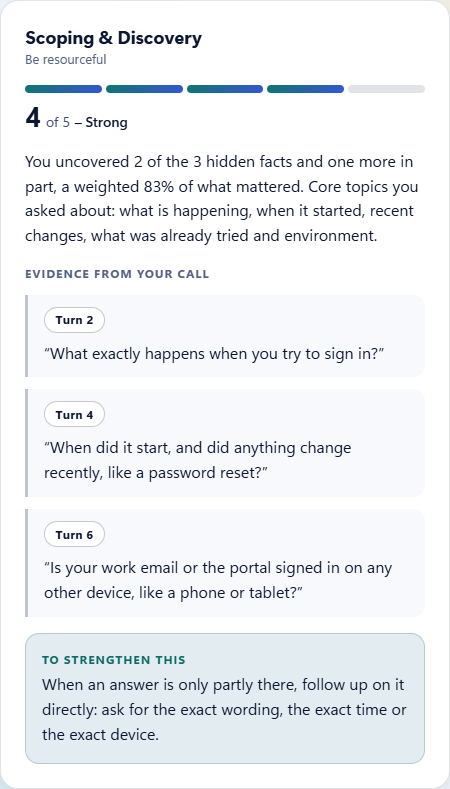 Scoping & Discovery
Be resourceful
4 of 5 – Strong
You uncovered 2 of the 3 hidden facts and one more in
part, a weighted 83% of what mattered. Core topics you
asked about: what is happening, when it started, recent
changes, what was already tried and environment.
EVIDENCE FROM YOUR CALL
Turn 2
“What exactly happens when you try to sign in?”
Turn 4
“When did it start, and did anything change
recently, like a password reset?”
Turn 6
“Is your work email or the portal signed in on any
other device, like a phone or tablet?”
TO STRENGTHEN THIS
When an answer is only partly there, follow up on it
directly: ask for the exact wording, the exact time or
the exact device.